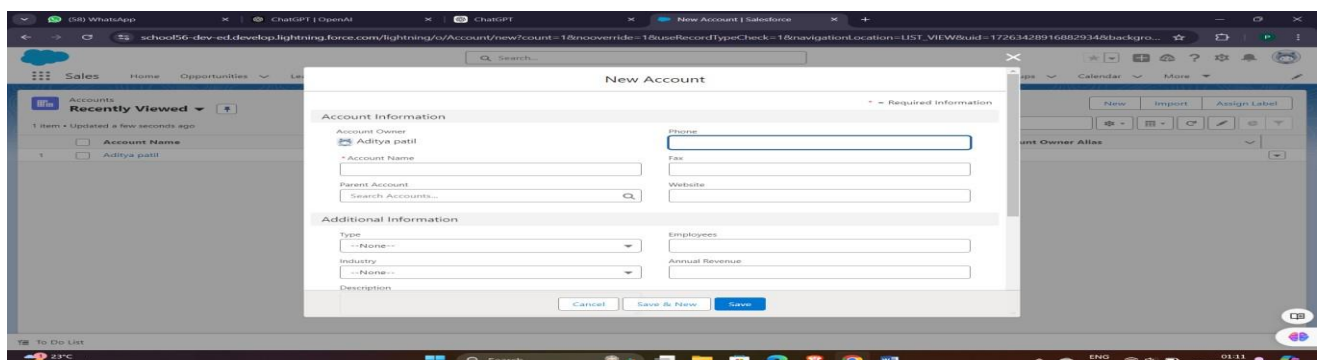 (58) WhatsApp
ChatGPT | OpenAI
ChatGPT
New Account | Salesforce
school56-dev-ed.develop.lightning.force.com/lightning/o/Account/new?count=1&nooverride=1&useRecordTypeCheck=1&navigationLocation=LIST_VIEW&uid=172634289168829348&backgro...
P
Search...
Sales
Home
Opportunities
Calendar
More
New Account
* = Required Information
Accounts
Recently Viewed
New
Import
Assign Label
1 item • Updated a few seconds ago
Account Name
1
Aditya patil
Account Information
Account Owner
Aditya patil
Phone
* Account Name
Fax
Parent Account
Search Accounts...
Website
Additional Information
Type
--None--
Employees
Industry
--None--
Annual Revenue
Description
Cancel
Save & New
Save
To Do List
23°C
Search
ENG
01:11